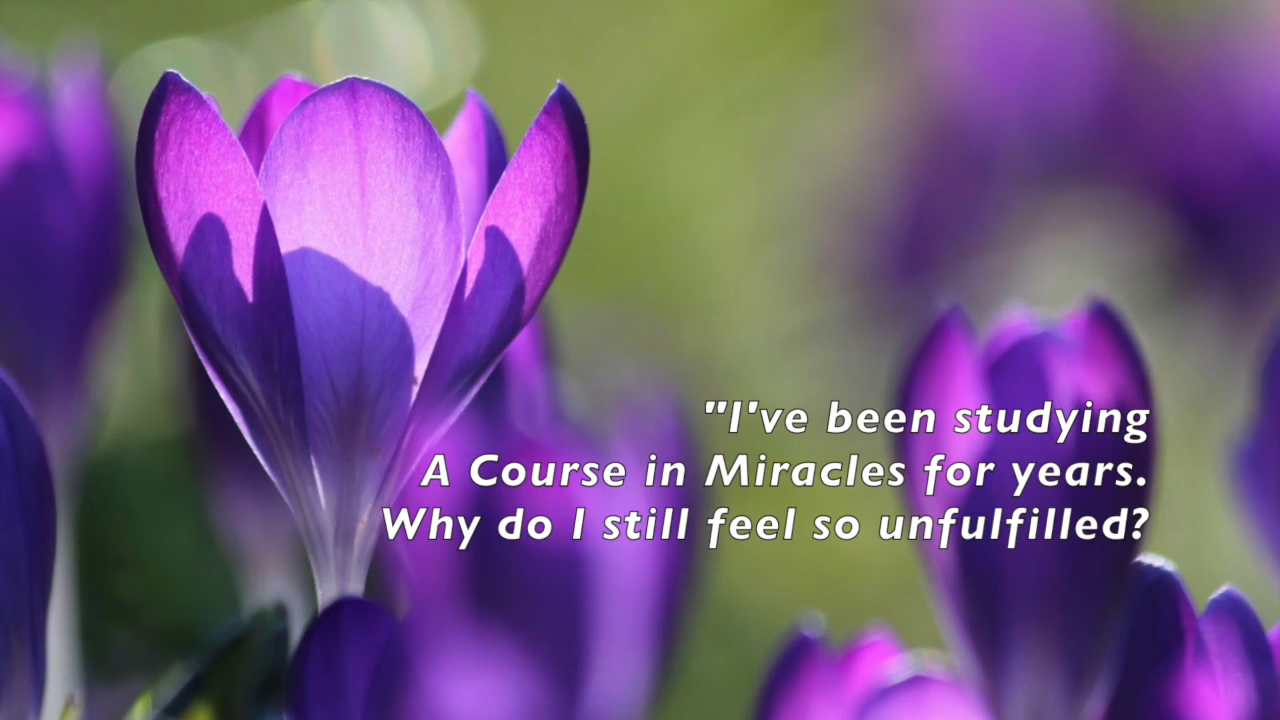 "I've been studying
A Course in Miracles for years.
Why do I still feel so unfulfilled?